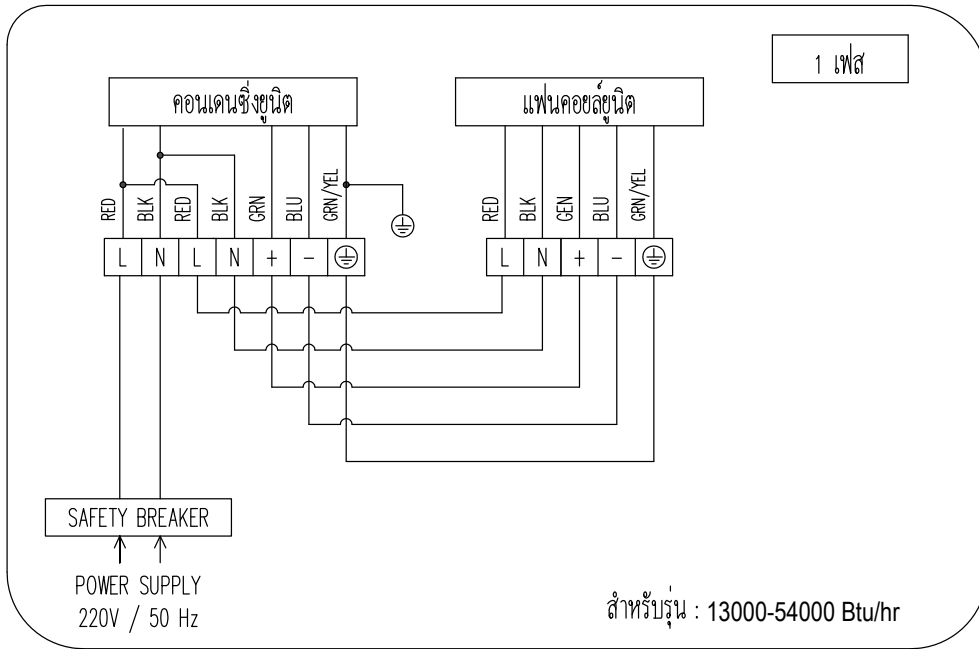 1 เฟส
คอนเดนซิ่งยูนิต
แฟนคอยล์ยูนิต
RED BLK RED BLK GRN BLU GRN/YEL
RED BLK GEN BLU GRN/YEL
L N L N + −
L N + −
SAFETY BREAKER
POWER SUPPLY
220V / 50 Hz
สำหรับรุ่น : 13000-54000 Btu/hr